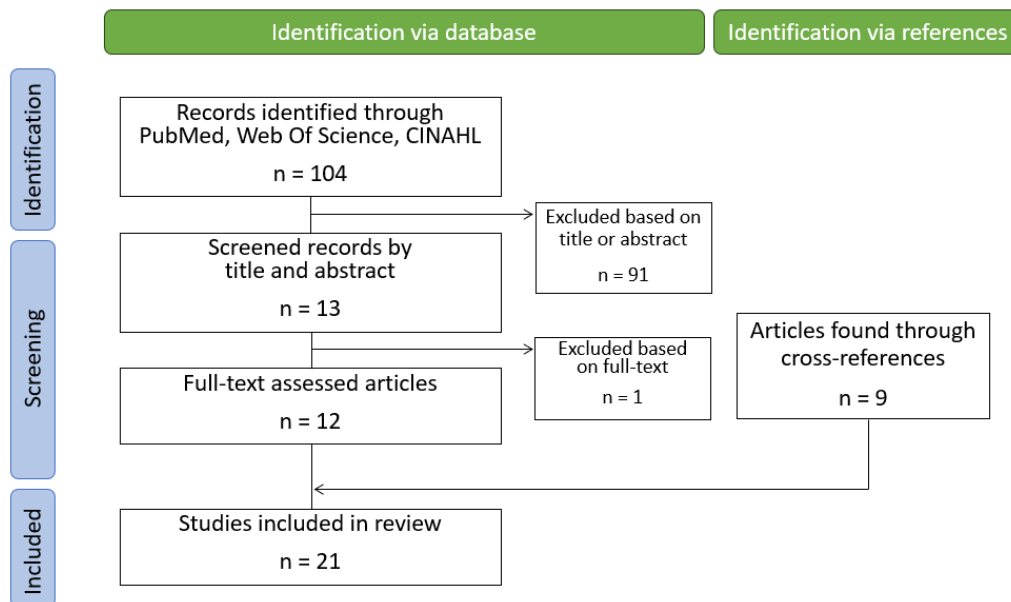 Identification via database
Identification via references
Identification
Records identified through
PubMed, Web Of Science, CINAHL
n = 104
Excluded based on
title or abstract
n = 91
Screening
Screened records by
title and abstract
n = 13
Excluded based
on full-text
n = 1
Articles found through
cross-references
n = 9
Full-text assessed articles
n = 12
Included
Studies included in review
n = 21